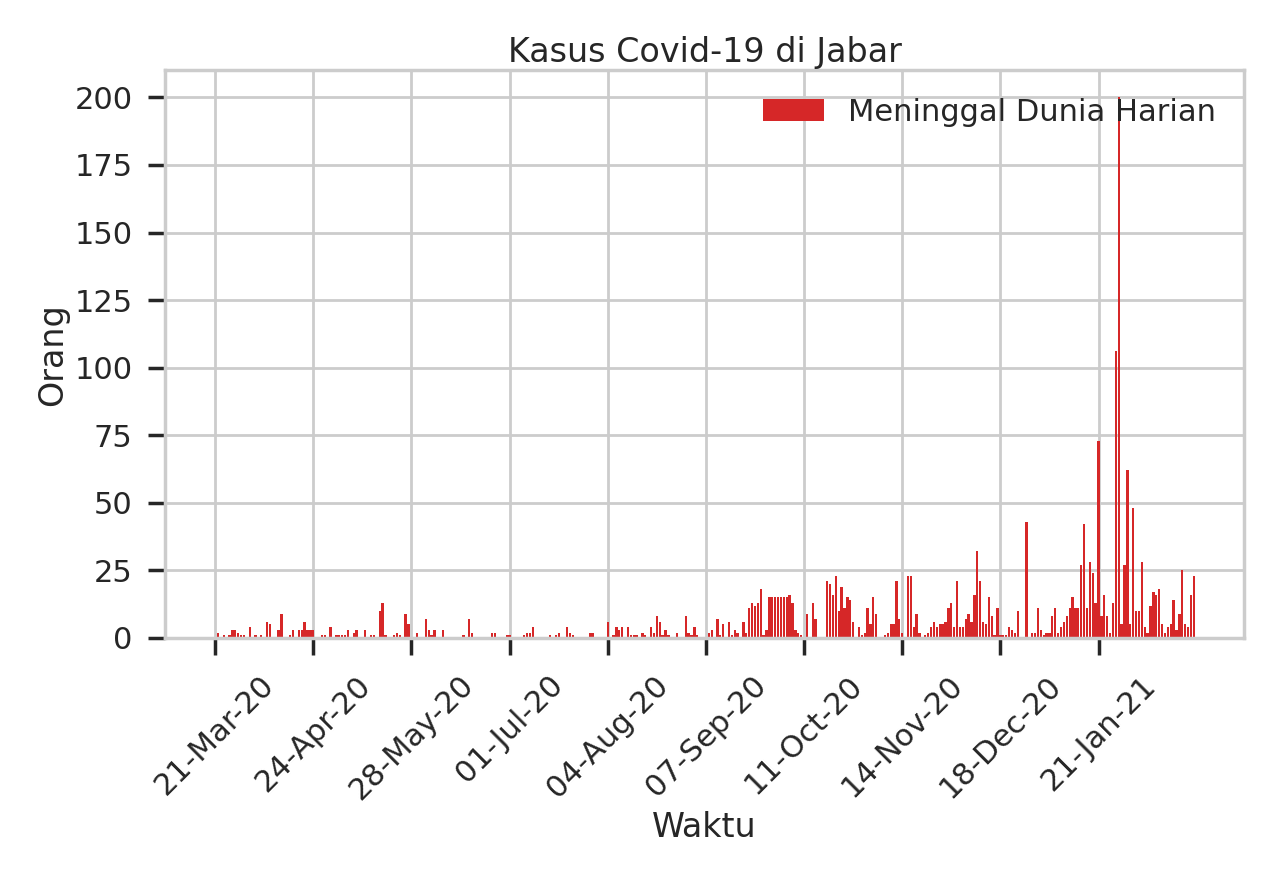 Kasus Covid-19 di Jabar
Meninggal Dunia Harian
200
175
150
125
100
75
50
25
0
Orang
21-Mar-20
24-Apr-20
28-May-20
01-Jul-20
04-Aug-20
07-Sep-20
11-Oct-20
14-Nov-20
18-Dec-20
21-Jan-21
Waktu